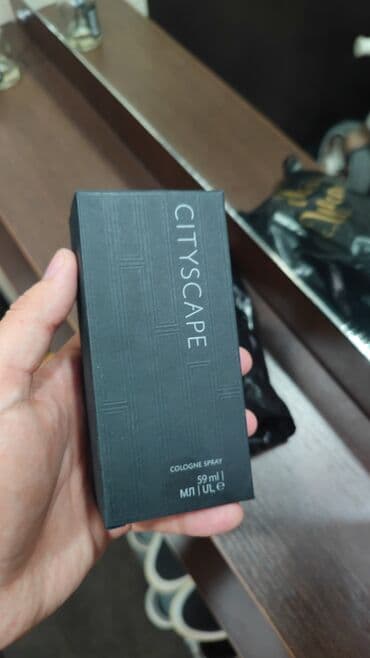 CITYSCAPE
COLOGNE SPRAY
59 ml |
МЛ | UL ℮